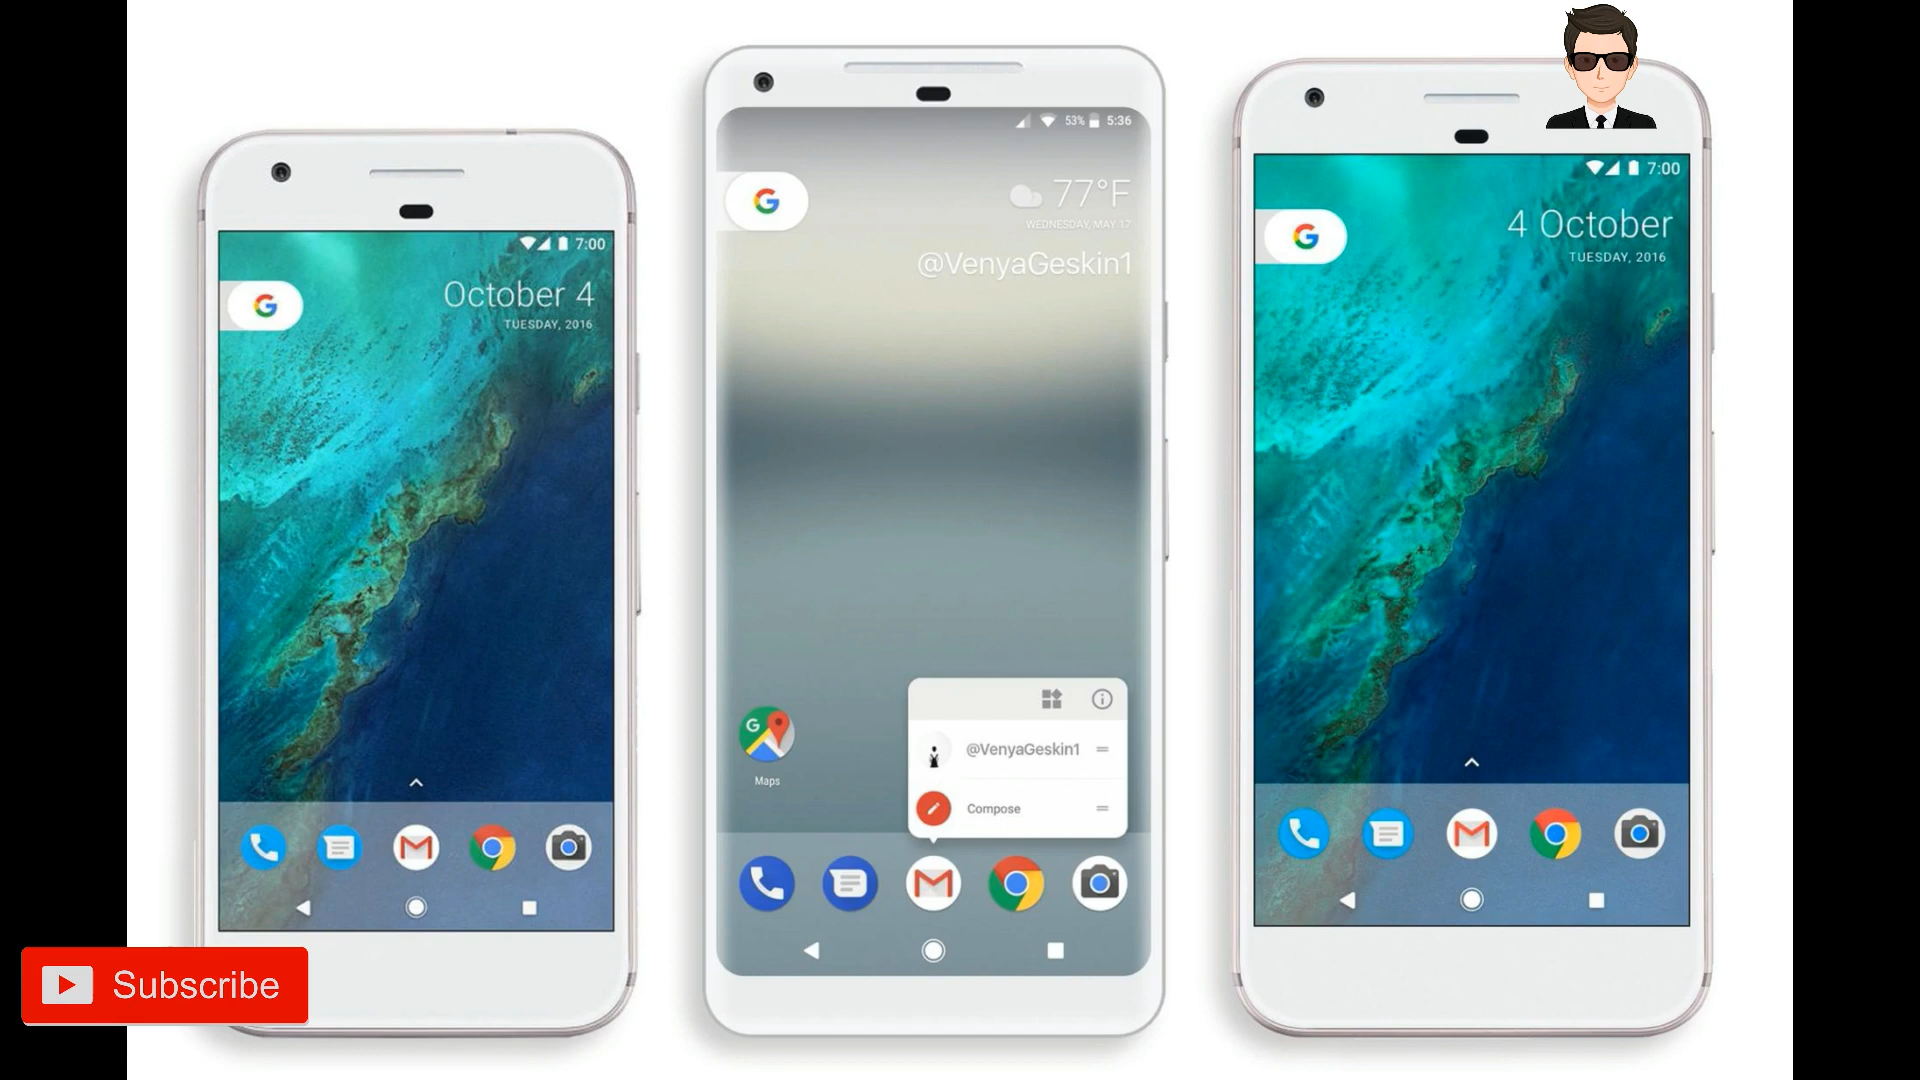 7:00
G
October 4
TUESDAY, 2016
53% 5:36
G
77°F
WEDNESDAY, MAY 17
@VenyaGeskin1
G
Maps
@VenyaGeskin1
Compose
7:00
G
4 October
TUESDAY, 2016
Subscribe